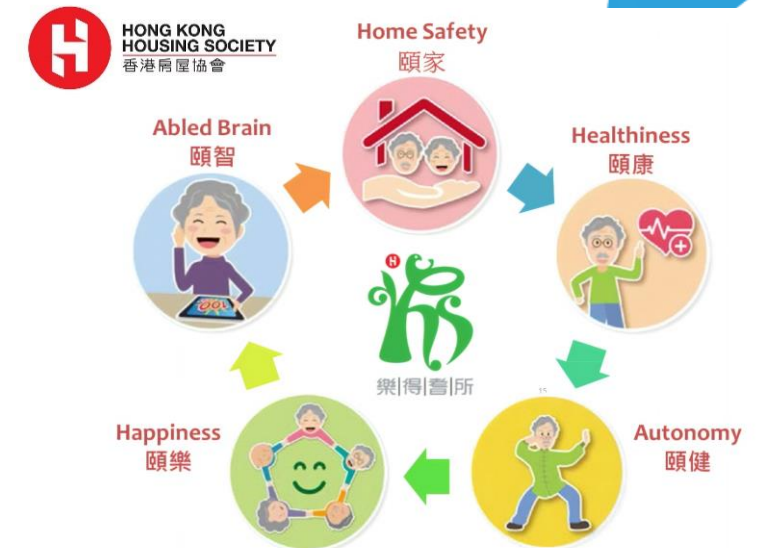 HONG KONG
HOUSING SOCIETY
香港房屋協會
Home Safety
頤家
Abled Brain
頤智
Healthiness
頤康
樂|得|耆|所
Happiness
頤樂
Autonomy
頤健